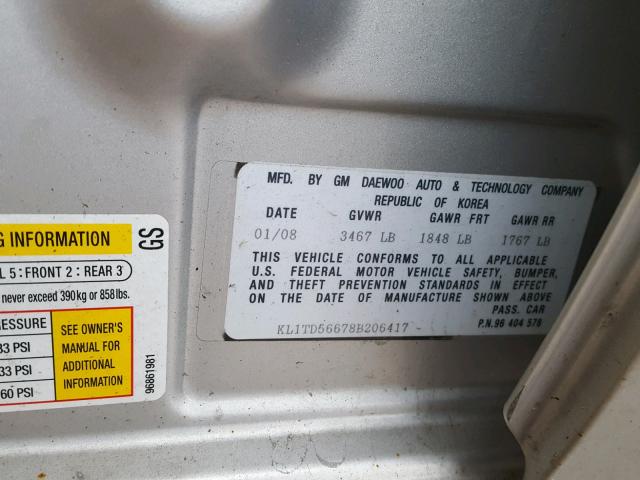 MFD. BY GM DAEWOO AUTO & TECHNOLOGY COMPANY
REPUBLIC OF KOREA
DATE GVWR GAWR FRT GAWR RR
01/08 3467 LB 1848 LB 1767 LB
THIS VEHICLE CONFORMS TO ALL APPLICABLE
U.S. FEDERAL MOTOR VEHICLE SAFETY, BUMPER,
AND THEFT PREVENTION STANDARDS IN EFFECT
ON THE DATE OF MANUFACTURE SHOWN ABOVE
PASS. CAR
P.N.96 404 578
KL1TD56678B206417
G INFORMATION
GS
L 5 : FRONT 2 : REAR 3
never exceed 390kg or 858lbs.
PRESSURE
33 PSI
33 PSI
60 PSI
SEE OWNER'S
MANUAL FOR
ADDITIONAL
INFORMATION
96861981